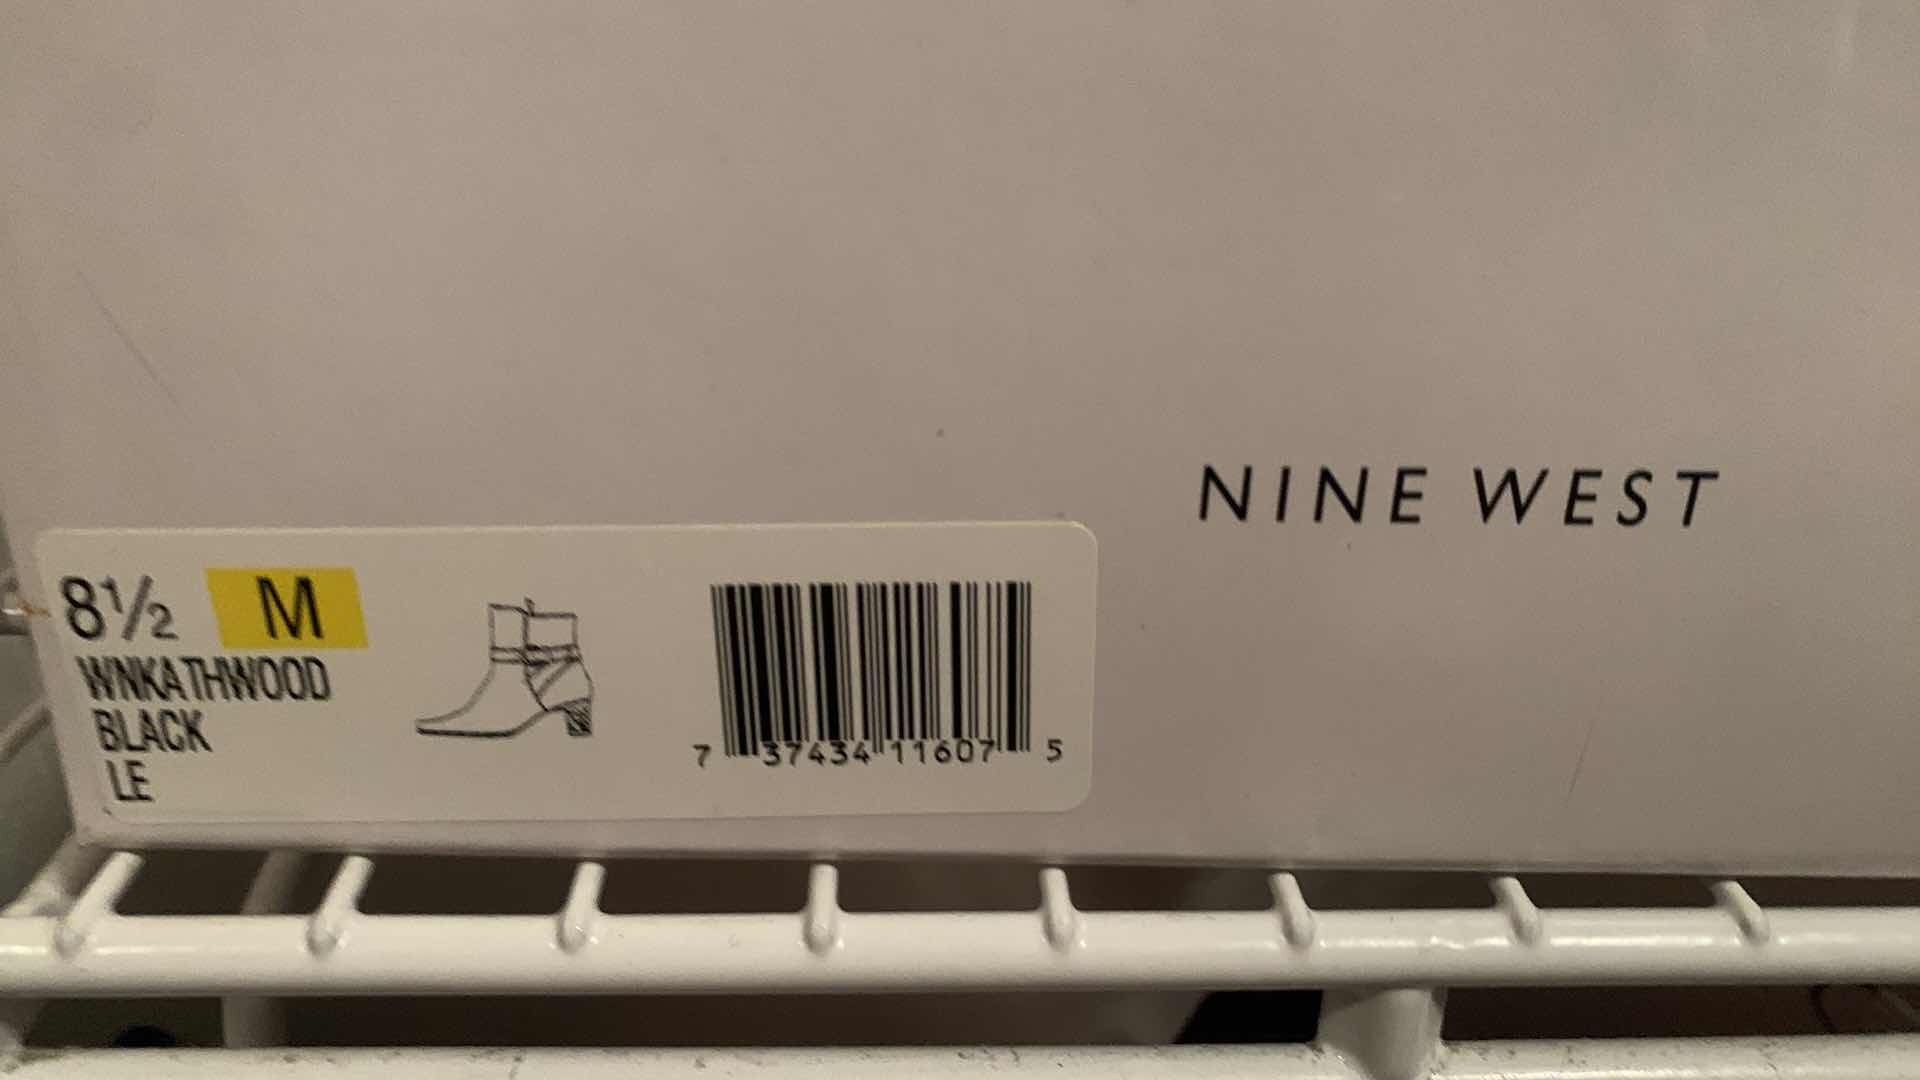 NINE WEST
8½ M
WNKATHWOOD
BLACK
LE
7 37434 11607 5